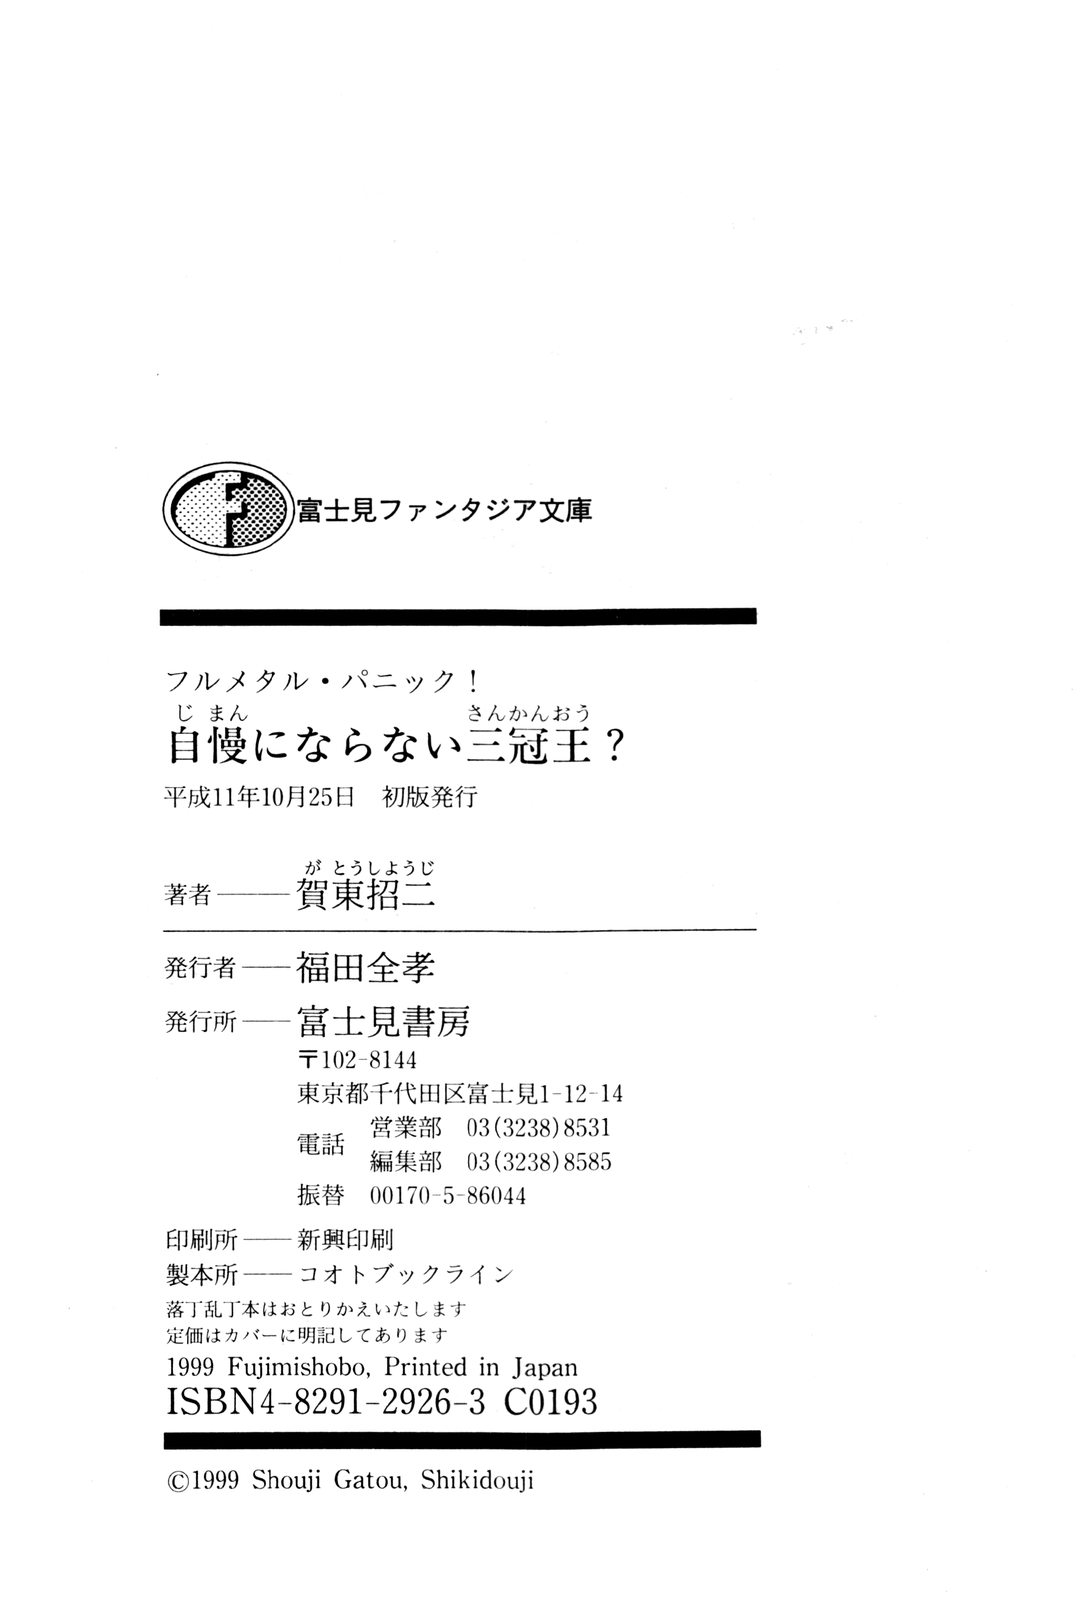 富士見ファンタジア文庫
フルメタル・パニック!
じ まん さんかんおう
自慢にならない三冠王?
平成11年10月25日 初版発行
が とうしようじ
著者――賀東招二
発行者――福田全孝
発行所――富士見書房
〒102-8144
東京都千代田区富士見1-12-14
電話 営業部 03(3238)8531
編集部 03(3238)8585
振替 00170-5-86044
印刷所――新興印刷
製本所――コオトブックライン
落丁乱丁本はおとりかえいたします
定価はカバーに明記してあります
1999 Fujimishobo, Printed in Japan
ISBN4-8291-2926-3 C0193
©1999 Shouji Gatou, Shikidouji